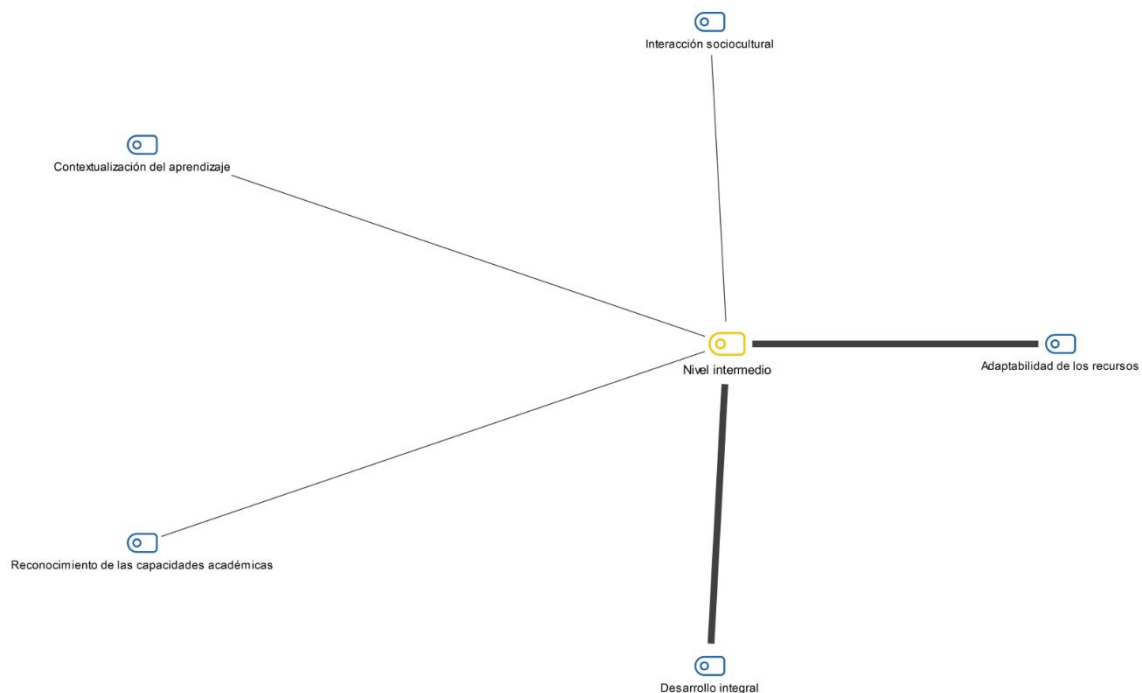 Interacción sociocultural
Contextualización del aprendizaje
Nivel intermedio
Adaptabilidad de los recursos
Reconocimiento de las capacidades académicas
Desarrollo integral